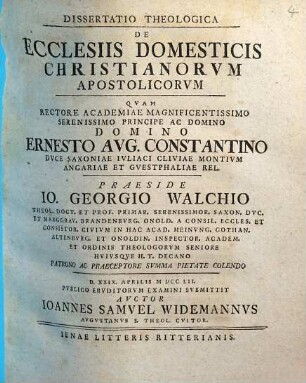 4
DISSERTATIO THEOLOGICA
DE
ECCLESIIS DOMESTICIS
CHRISTIANORVM
APOSTOLICORVM
QVAM
RECTORE ACADEMIAE MAGNIFICENTISSIMO
SERENISSIMO PRINCIPE AC DOMINO
DOMINO
ERNESTO AVG. CONSTANTINO
DVCE SAXONIAE IVLIACI CLIVIAE MONTIVM
ANGARIAE ET GVESTPHALIAE REL.
PRAESIDE
IO. GEORGIO WALCHIO
THEOL. DOCT. ET PROF. PRIMAR. SERENISSIMOR. SAXON. DVC.
ET MARGGRAV. BRANDENBVRG. ONOLD. A CONSIL. ECCLES. ET
CONSISTOR. CIVIVM IN HAC ACAD. MEINVNG. GOTHAN.
ALTENBVRG. ET ONOLDIN. INSPECTOR. ACADEM.
ET ORDINIS THEOLOGORVM SENIORE
HVIVSQVE H. T. DECANO
PATRONO AC PRAECEPTORE SVMMA PIETATE COLENDO
D. XXIX. APRILIS M DCC LII.
PVBLICO ERVDITORVM EXAMINI SVBMITTIT
AVCTOR
IOANNES SAMVEL WIDEMANNVS
AVGVSTANVS S. THEOL. CVLTOR.
IENAE LITTERIS RITTERIANIS.